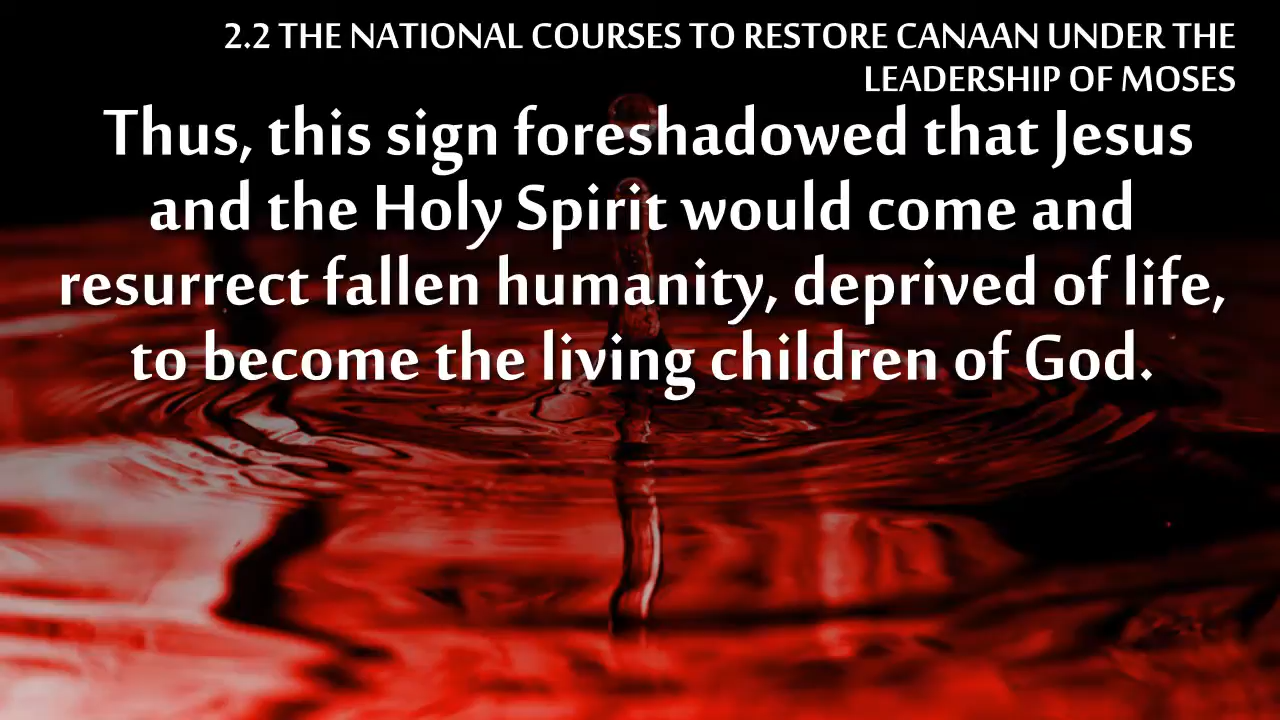 2.2 THE NATIONAL COURSES TO RESTORE CANAAN UNDER THE
LEADERSHIP OF MOSES
Thus, this sign foreshadowed that Jesus
and the Holy Spirit would come and
resurrect fallen humanity, deprived of life,
to become the living children of God.